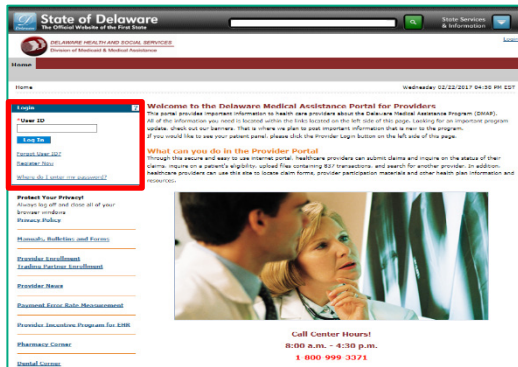 State of Delaware
The Official Website of the First State
State Services
& Information
DELAWARE HEALTH AND SOCIAL SERVICES
Division of Medicaid & Medical Assistance
Login
Home
Home
Wednesday 02/22/2017 04:50 PM EDT
Login
?
*User ID
Log In
Forgot User ID?
Register Now
Where do I enter my password?
Protect Your Privacy!
Always log off and close all of your
browser windows
Privacy Policy
Manuals, Bulletins and Forms
Provider Enrollment
Trading Partner Enrollment
Provider News
Payment Error Rate Measurement
Provider Incentive Program for EHR
Pharmacy Corner
Dental Corner
Welcome to the Delaware Medical Assistance Portal for Providers
This portal provides important information to health care providers about the Delaware Medical Assistance Program (DMAP).
All of the information you need is located within the links located on the left side of this page. Looking for an important program
update, check out our banners. That is where we plan to post important information that is new to the program.
If you would like to see your patient panel, please click the Provider Login button on the left side of this page.
What can you do in the Provider Portal
Through this secure and easy to use internet portal, healthcare providers can submit claims and inquire on the status of their
claims, inquire on a patient's eligibility, upload files containing 837 transactions, and search for another provider. In addition,
healthcare providers can use this site to locate claim forms, provider participation materials and other health plan information and
resources.
Call Center Hours!
8:00 a.m. - 4:30 p.m.
1-800-999-3371